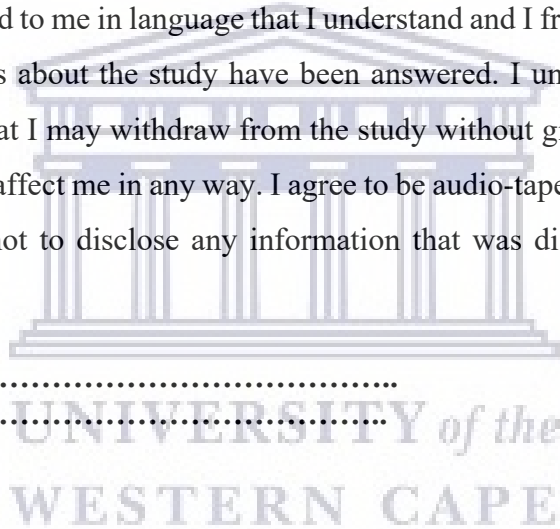 d to me in language that I understand and I fr
s about the study have been answered. I un
at I may withdraw from the study without g
affect me in any way. I agree to be audio-tape
not to disclose any information that was di
................................................
................................................
UNIVERSITY of the
WESTERN CAPE